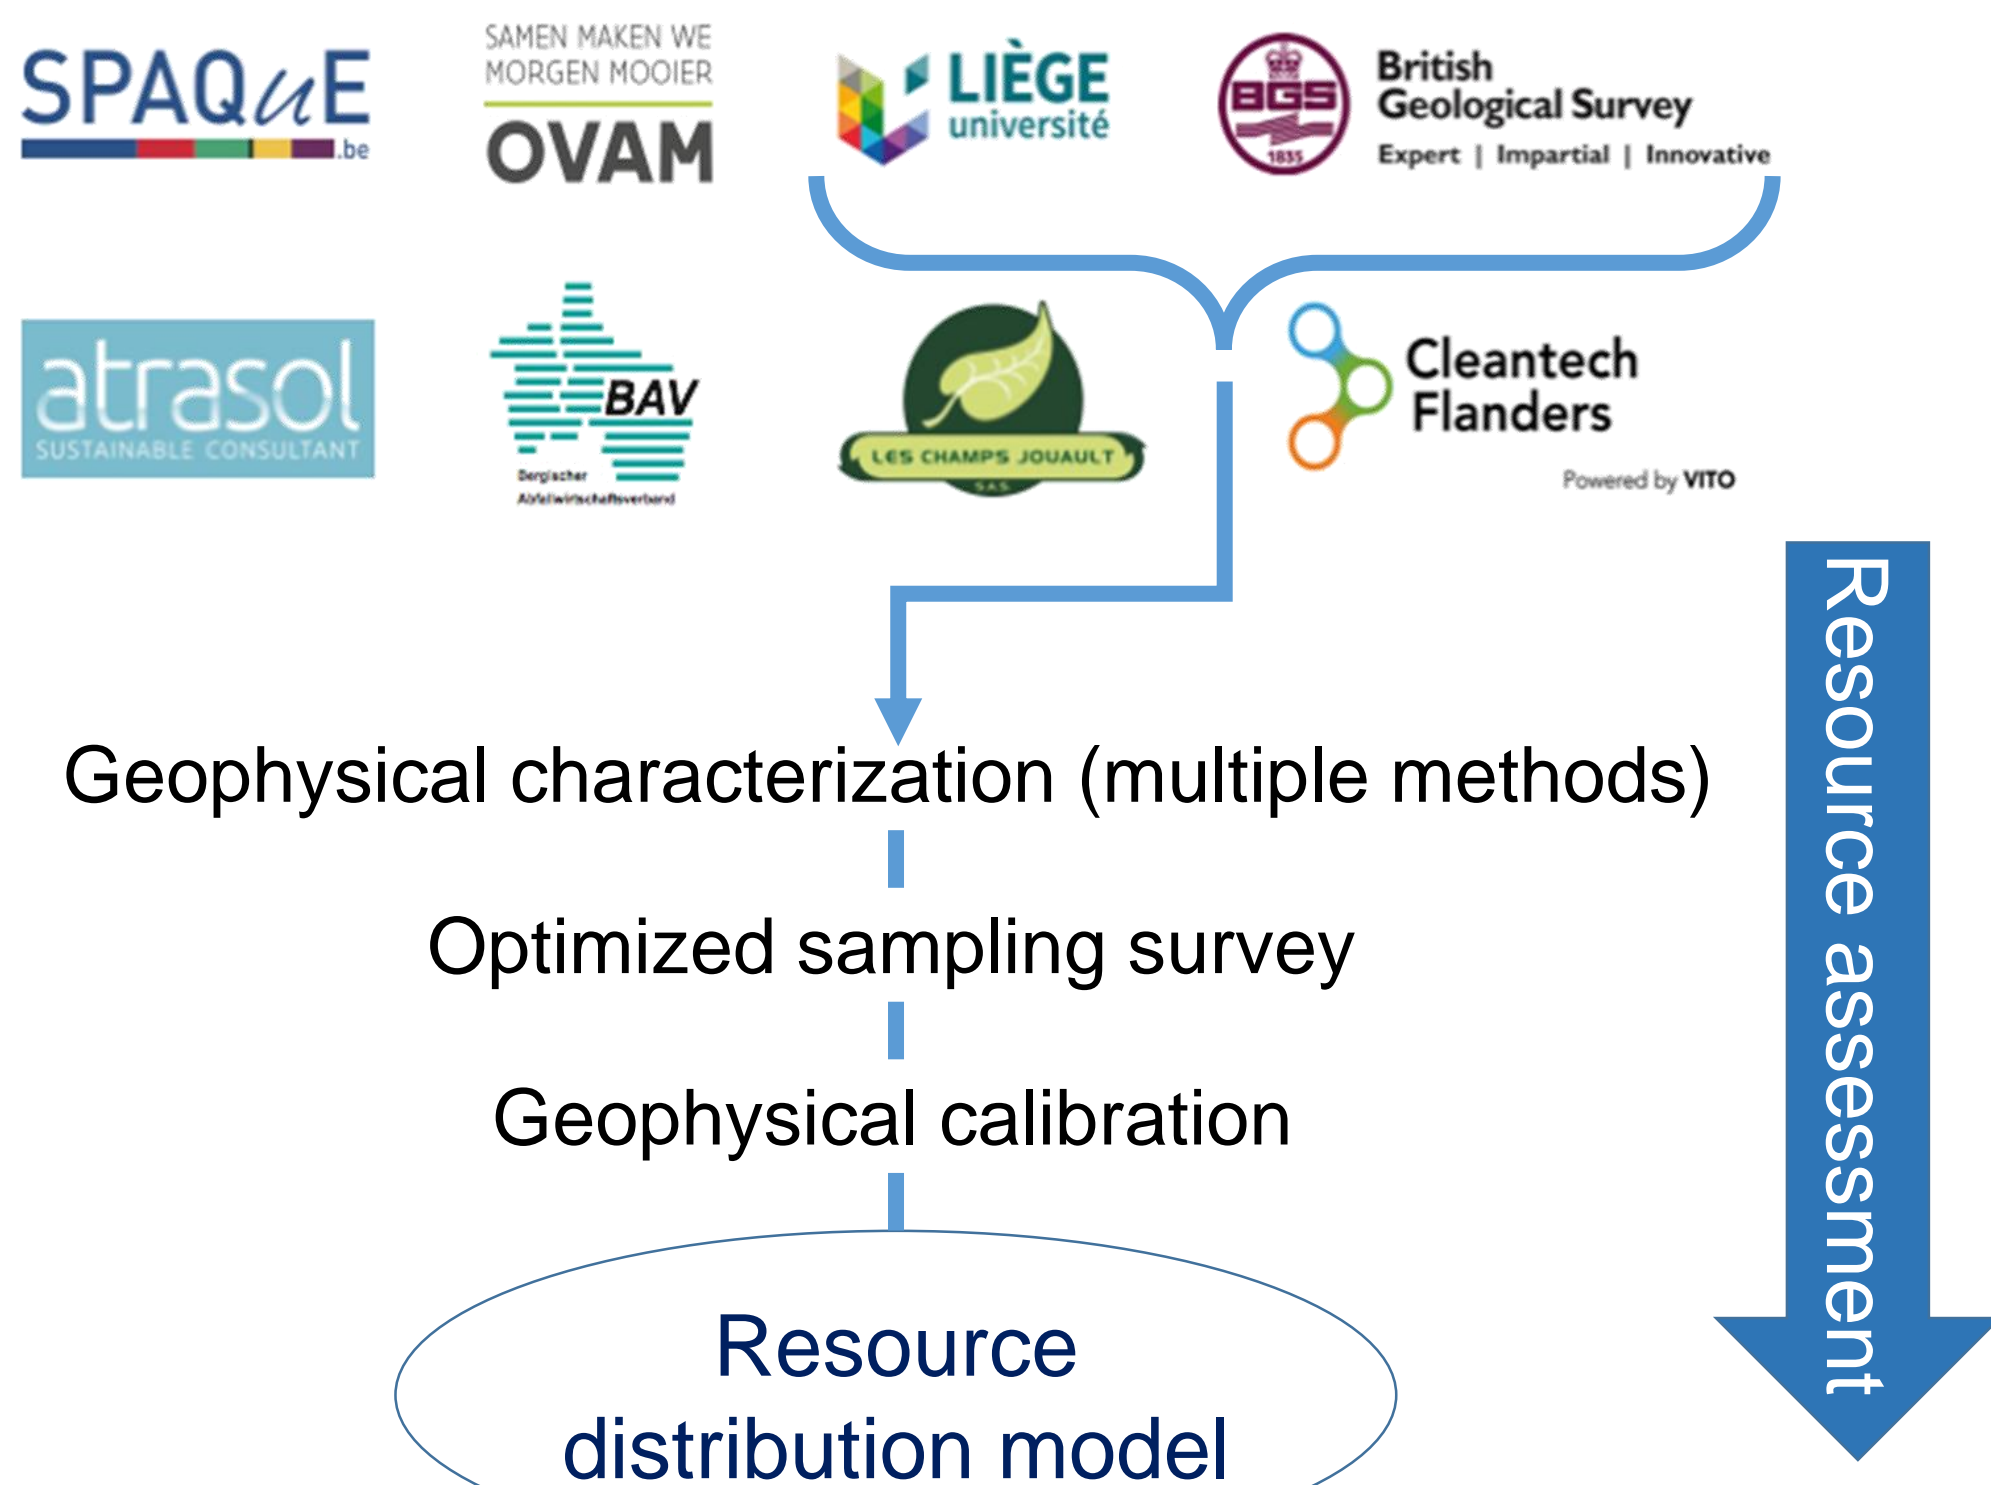 SPAQuE
.be
SAMEN MAKEN WE
MORGEN MOOIER
OVAM
LIÈGE
université
BGS
1835
British
Geological Survey
Expert | Impartial | Innovative
atrasol
SUSTAINABLE CONSULTANT
BAV
Bergischer
Abfallwirtschaftsverband
LES CHAMPS JOUAULT
S.A.S.
Cleantech
Flanders
Powered by VITO
Geophysical characterization (multiple methods)
Optimized sampling survey
Geophysical calibration
Resource
distribution model
Resource assessment